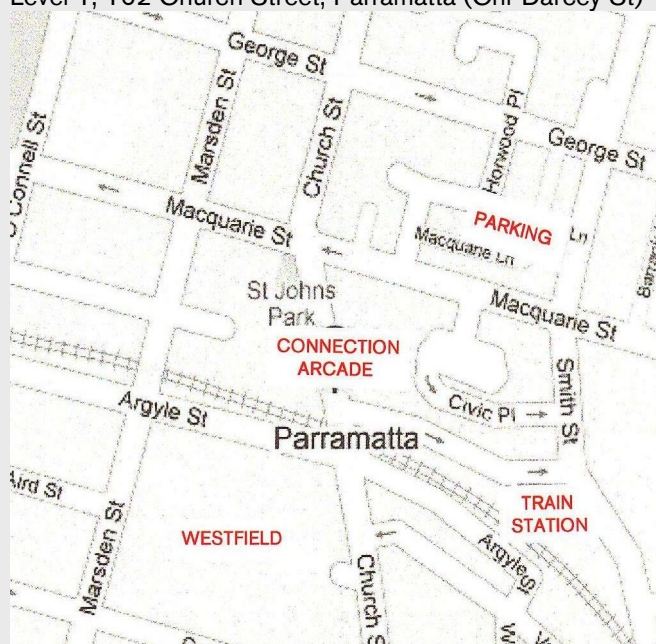 Level 1, Church Street, Parramatta (Cnr Darcey St)
George St
Marsden St
Church St
Horwood Pl
George St
Connell St
Macquarie St
PARKING
Ln
Macquarie Ln
St Johns
Park
Macquarie St
CONNECTION
ARCADE
Smith St
Civic Pl
Argyle St
Parramatta
Aird St
TRAIN
STATION
WESTFIELD
Argyle St
Marsden St
Church S